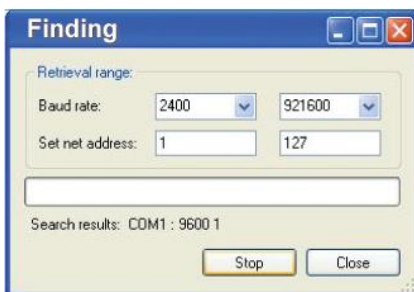 Finding
Retrieval range:
Baud rate: 2400 921600
Set net address: 1 127
Search results: COM1 : 9600 1
Stop Close